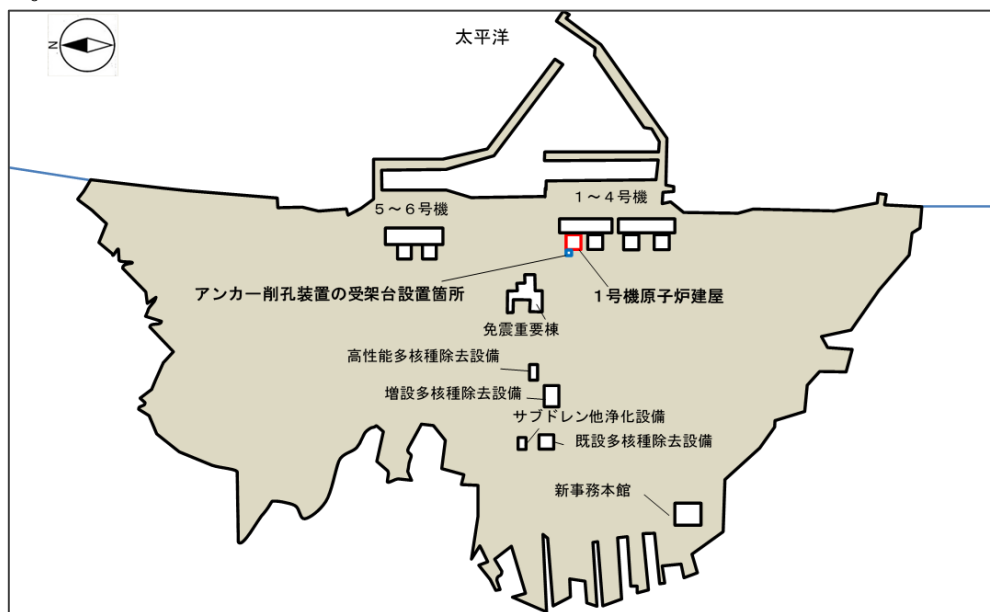 太平洋
N
1～4号機
5～6号機
アンカー削孔装置の受架台設置箇所
1号機原子炉建屋
免震重要棟
高性能多核種除去設備
増設多核種除去設備
サブドレン他浄化設備
既設多核種除去設備
新事務本館